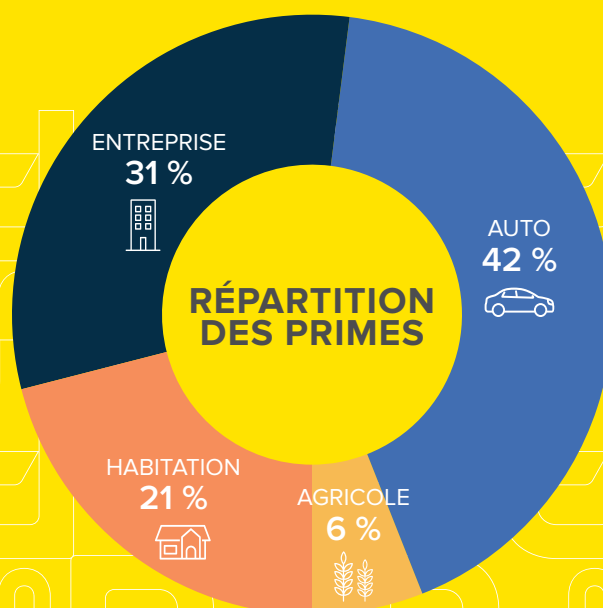 ENTREPRISE
31 %
AUTO
42 %
RÉPARTITION
DES PRIMES
HABITATION
21 %
AGRICOLE
6 %